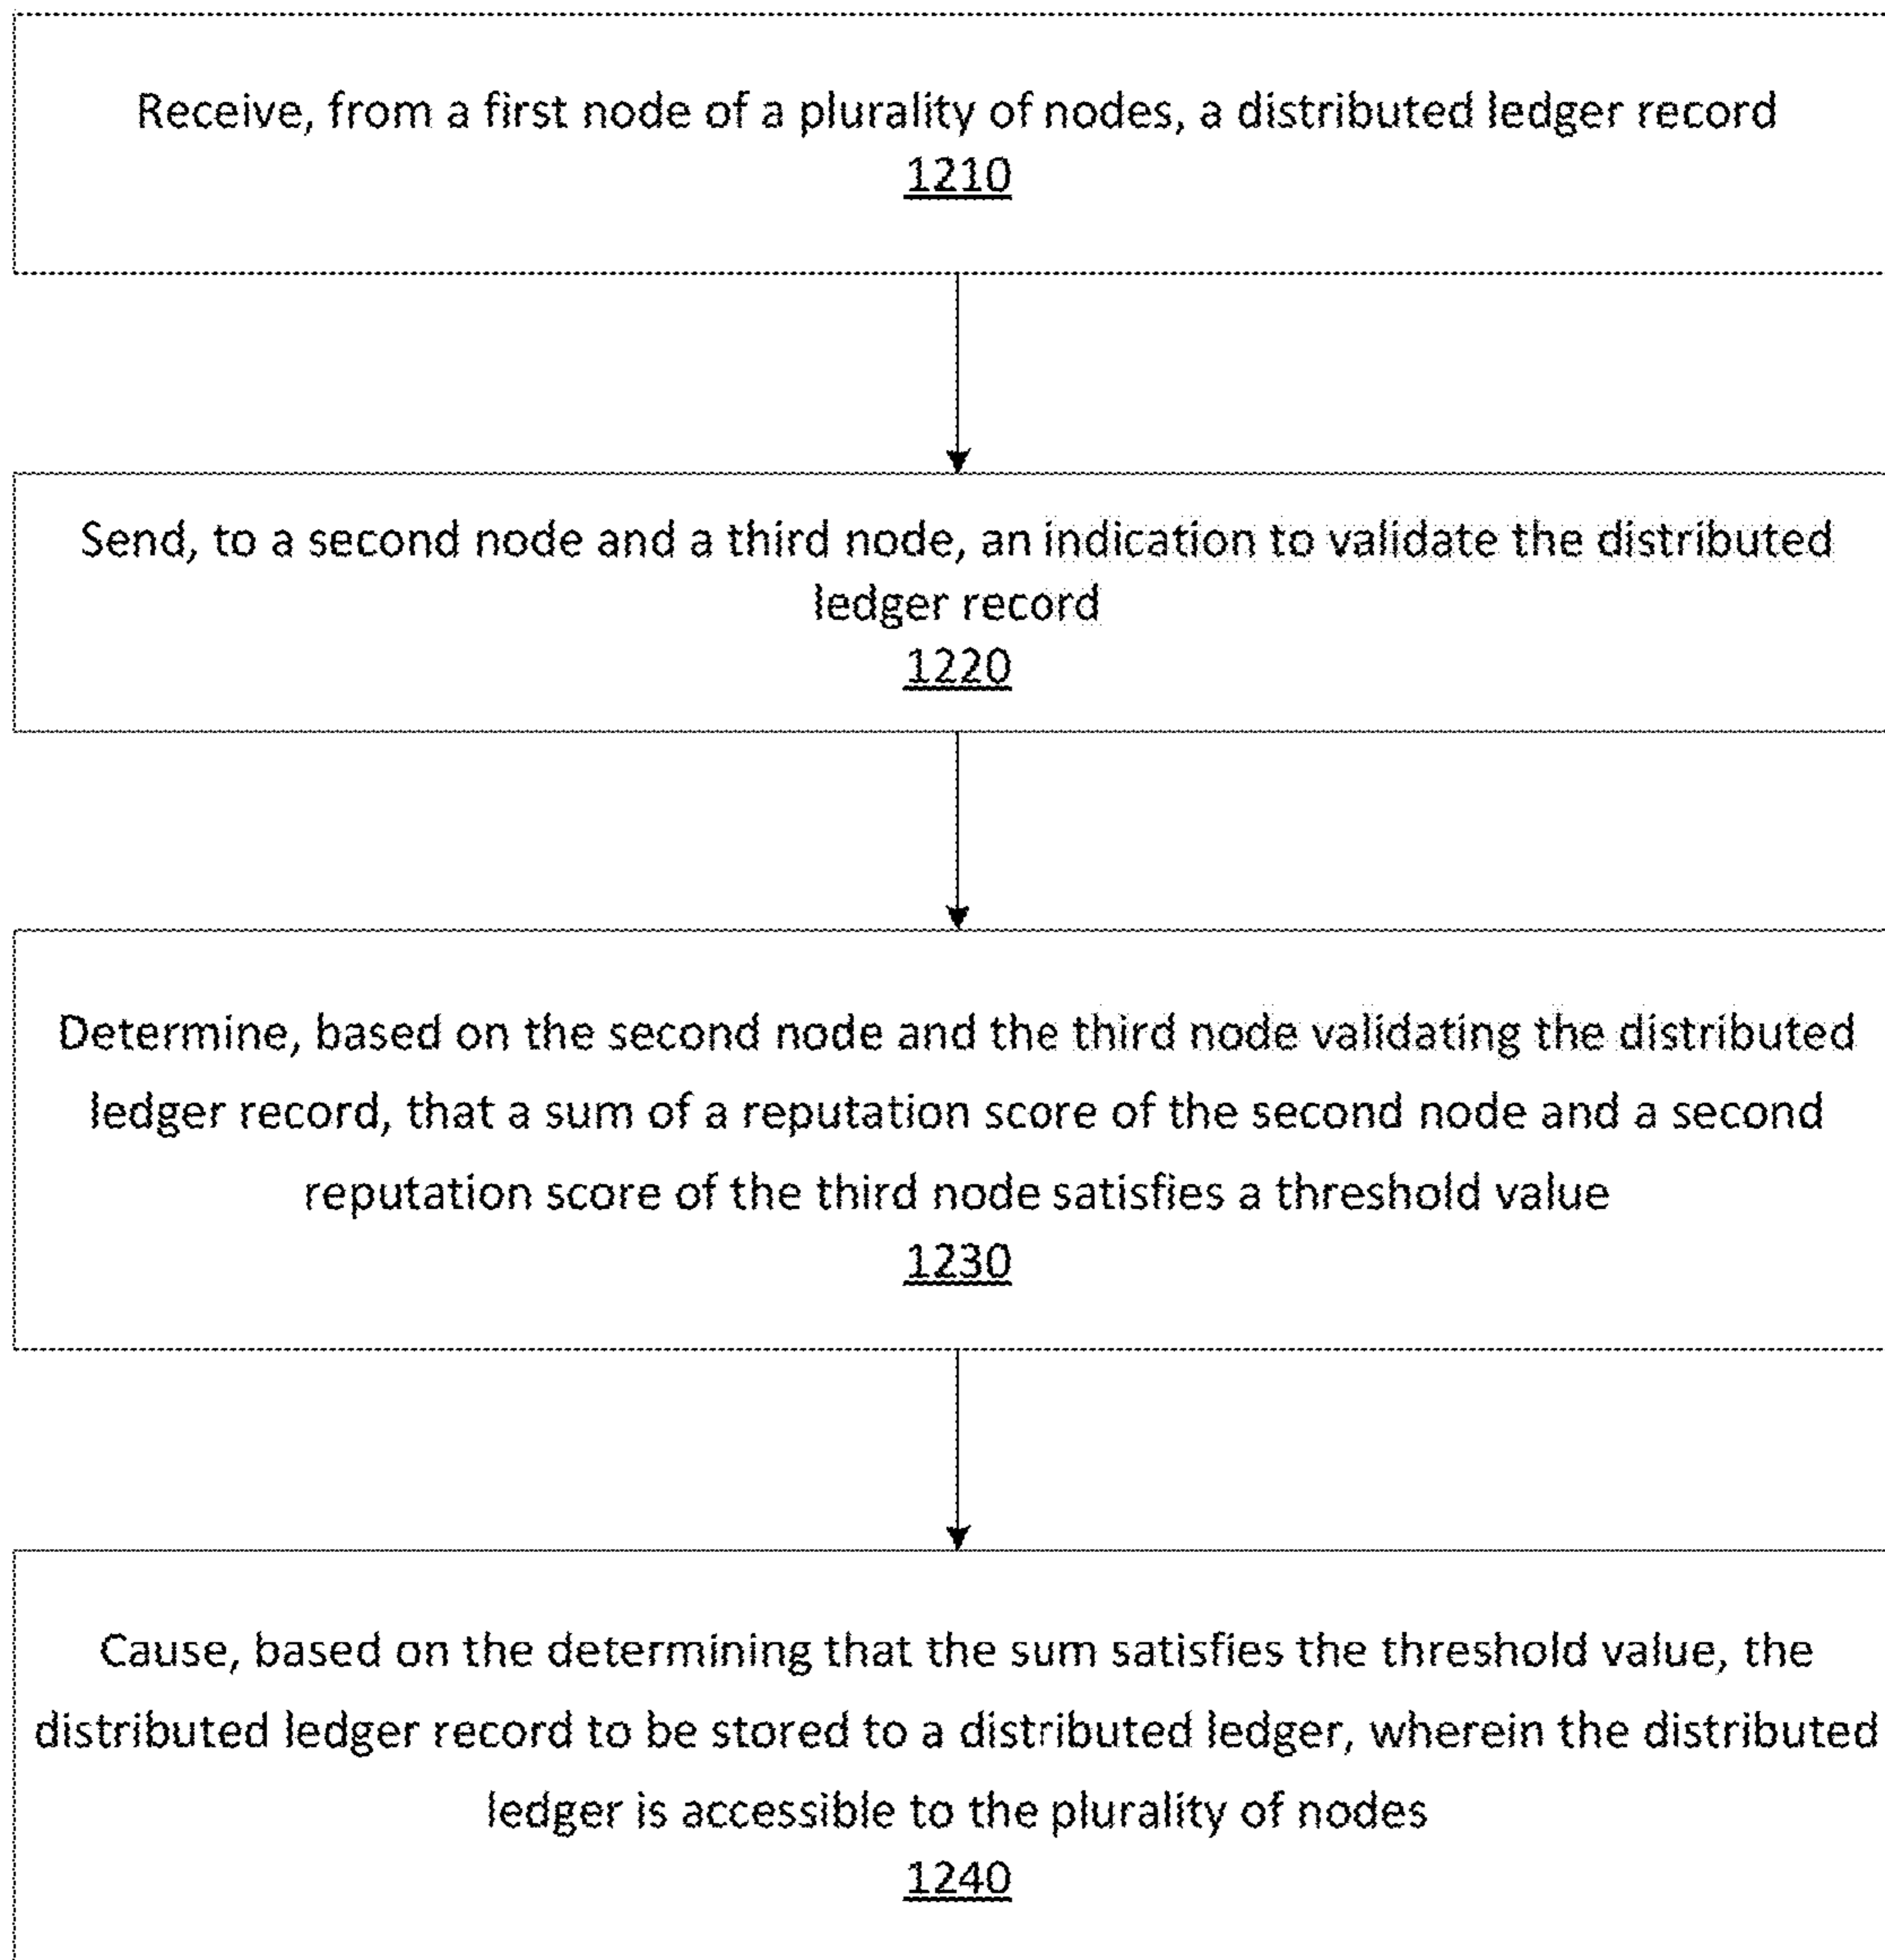 Receive, from a first node of a plurality of nodes, a distributed ledger record
1210
Send, to a second node and a third node, an indication to validate the distributed
ledger record
1220
Determine, based on the second node and the third node validating the distributed
ledger record, that a sum of a reputation score of the second node and a second
reputation score of the third node satisfies a threshold value
1230
Cause, based on the determining that the sum satisfies the threshold value, the
distributed ledger record to be stored to a distributed ledger, wherein the distributed
ledger is accessible to the plurality of nodes
1240